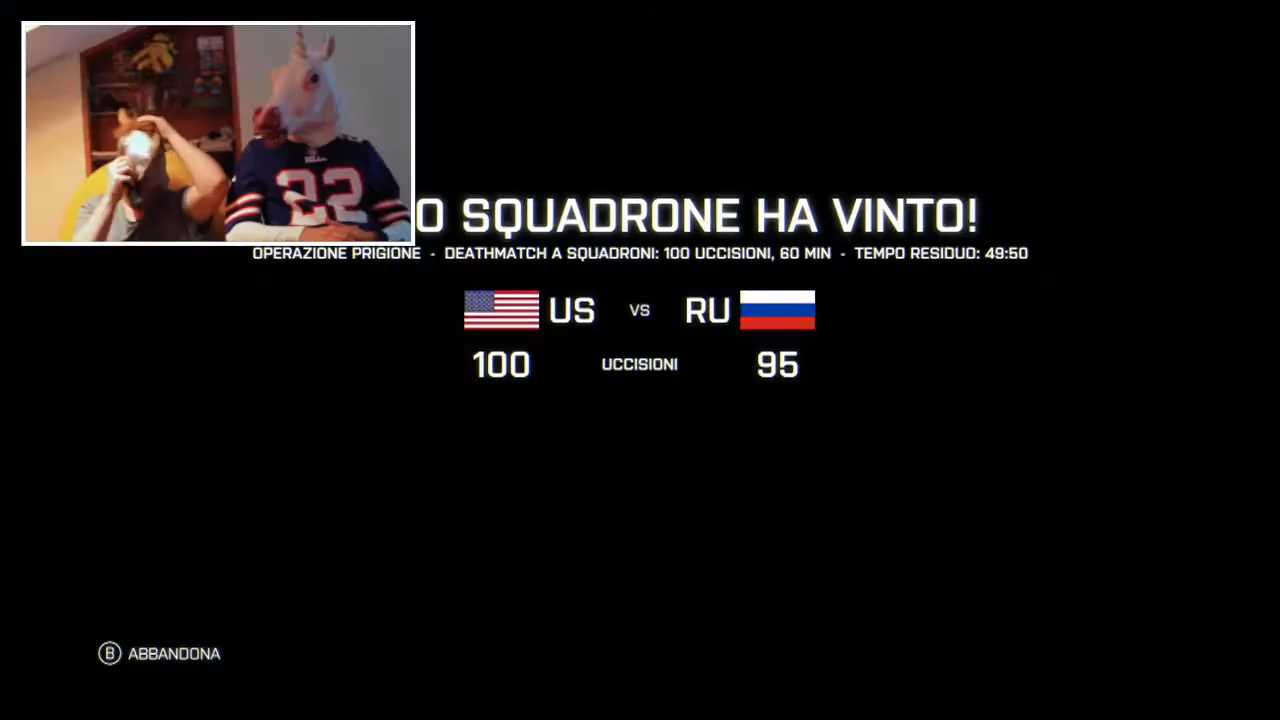 22
O SQUADRONE HA VINTO!
OPERAZIONE PRIGIONE - DEATHMATCH A SQUADRONI: 100 UCCISIONI, 60 MIN - TEMPO RESIDUO: 49:50
US VS RU
100 UCCISIONI 95
B ABBANDONA